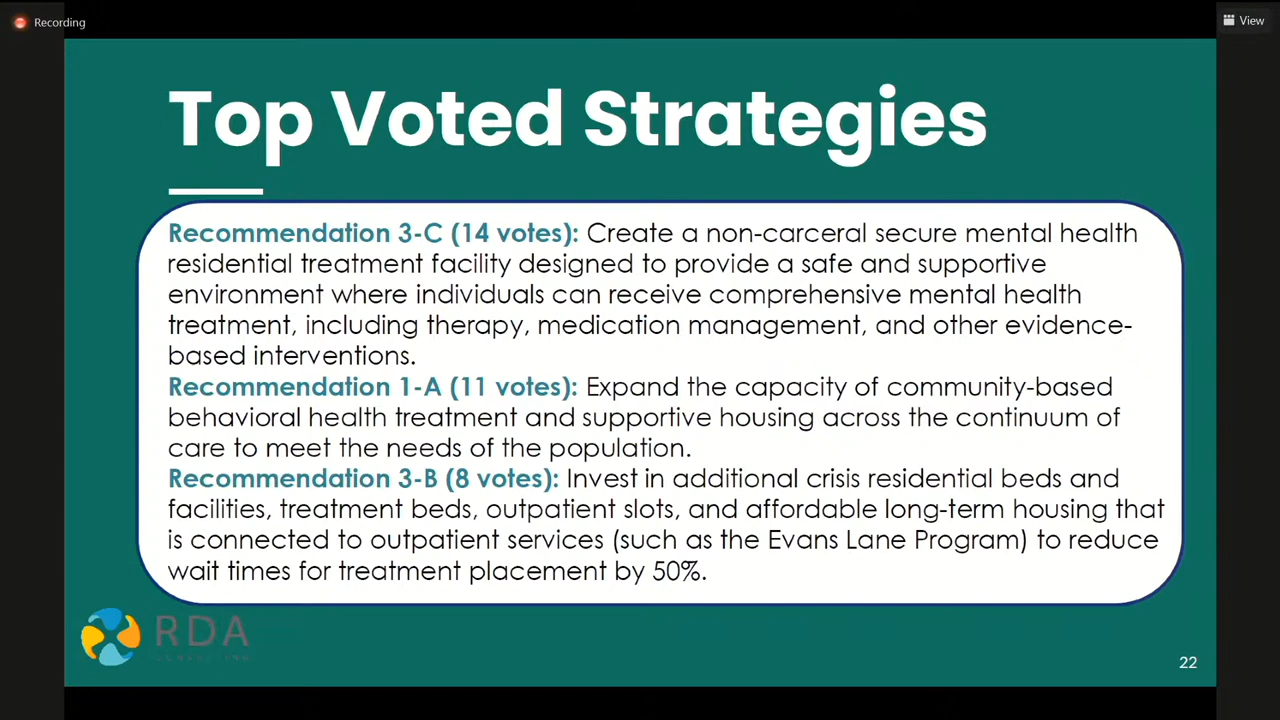 Recording
View
Top Voted Strategies
Recommendation 3-C (14 votes): Create a non-carceral secure mental health
residential treatment facility designed to provide a safe and supportive
environment where individuals can receive comprehensive mental health
treatment, including therapy, medication management, and other evidence-
based interventions.
Recommendation 1-A (11 votes): Expand the capacity of community-based
behavioral health treatment and supportive housing across the continuum of
care to meet the needs of the population.
Recommendation 3-B (8 votes): Invest in additional crisis residential beds and
facilities, treatment beds, outpatient slots, and affordable long-term housing that
is connected to outpatient services (such as the Evans Lane Program) to reduce
wait times for treatment placement by 50%.
RDA
CONSULTING
22